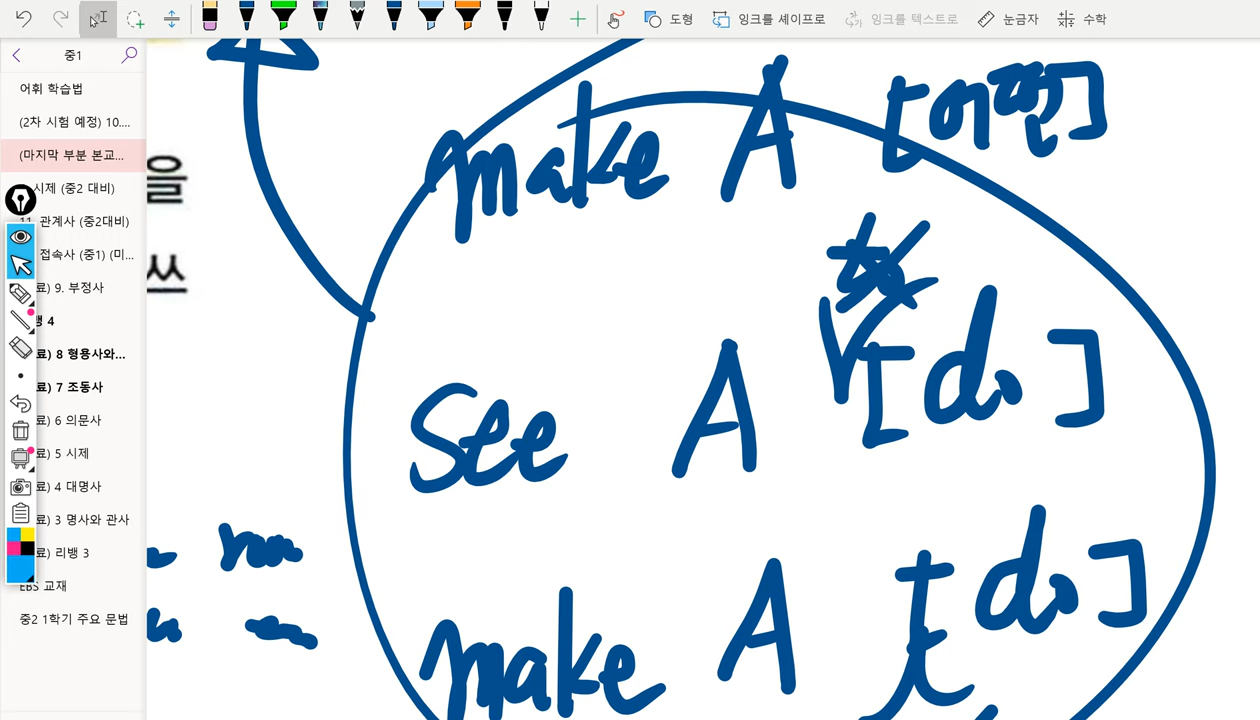 도형 잉크를 셰이프로 잉크를 텍스트로 눈금자 수학
중1
어휘 학습법
(2차 시험 예정) 10....
(마지막 부분 본교...
시제 (중2 대비)
11. 관계사 (중2대비)
접속사 (중1) (미...
료) 9. 부정사
뱅 4
료) 8 형용사와...
료) 7 조동사
료) 6 의문사
료) 5 시제
료) 4 대명사
료) 3 명사와 관사
료) 리뱅 3
EBS 교재
중2 1학기 주요 문법
을
쓰
make A [어떤]
see A [do]
make A [do]